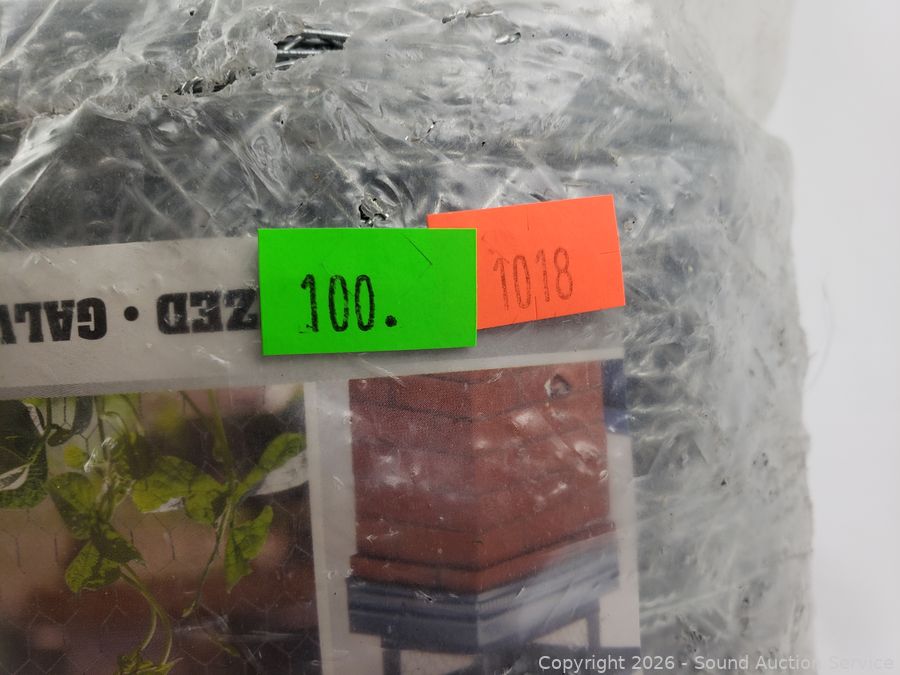 100.
1018
GALV
ZED •
Copyright 2026 - Sound Auction Service